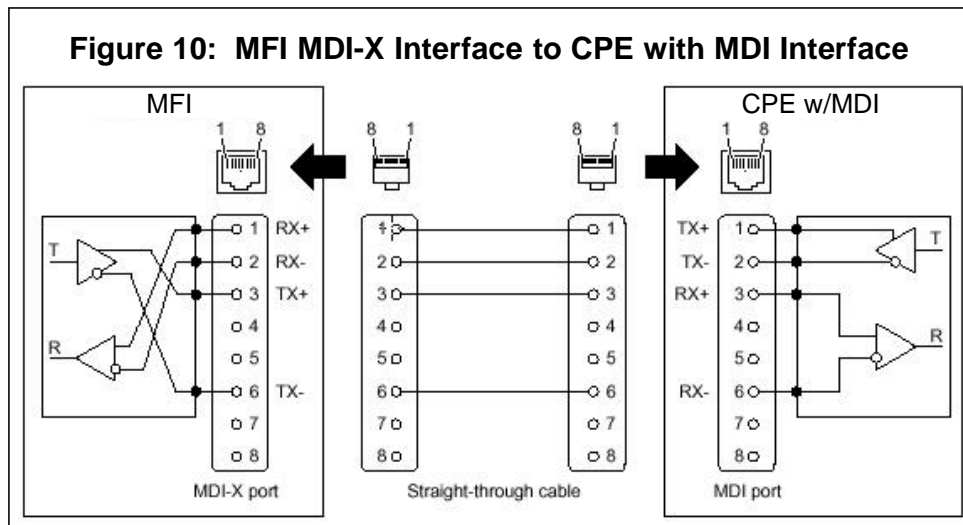 Figure 10: MFI MDI-X Interface to CPE with MDI Interface
MFI
CPE w/MDI
1 8
8 1
8 1
1 8
T
R
1 RX+
2 RX-
3 TX+
4
5
6 TX-
7
8
MDI-X port
1
2
3
4
5
6
7
8
1
2
3
4
5
6
7
8
Straight-through cable
TX+ 1
TX- 2
RX+ 3
4
5
RX- 6
7
8
MDI port
T
R